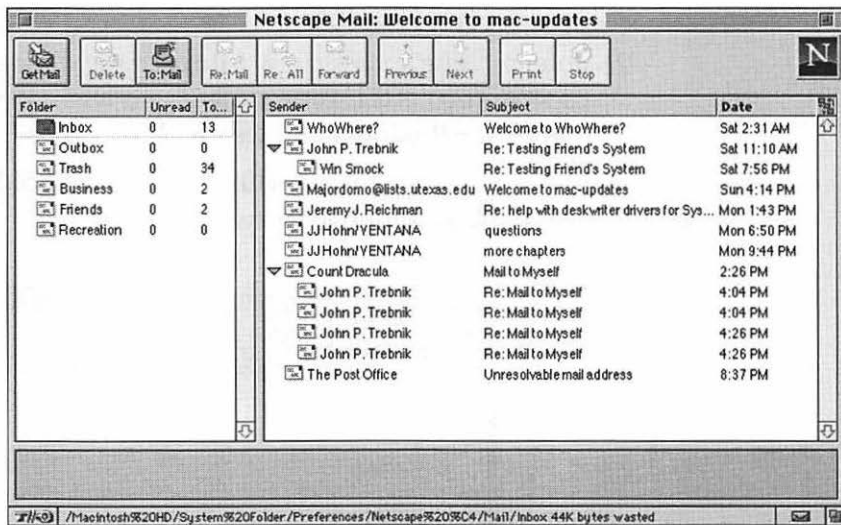 Netscape Mail: Welcome to mac-updates
Get Mail Delete To: Mail Re: Mail Re: All Forward Previous Next Print Stop
N
Folder Unread To...
Inbox 0 13
Outbox 0 0
Trash 0 34
Business 0 2
Friends 0 2
Recreation 0 0
Sender Subject Date
WhoWhere? Welcome to WhoWhere? Sat 2:31 AM
John P. Trebnik Re: Testing Friend's System Sat 11:10 AM
Win Smock Re: Testing Friend's System Sat 7:56 PM
Majordomo@lists.utexas.edu Welcome to mac-updates Sun 4:14 PM
Jeremy J. Reichman Re: help with deskwriter drivers for Sys... Mon 1:43 PM
JJHohn/VENTANA questions Mon 6:50 PM
JJHohn/VENTANA more chapters Mon 9:44 PM
Count Dracula Mail to Myself 2:26 PM
John P. Trebnik Re: Mail to Myself 4:04 PM
John P. Trebnik Re: Mail to Myself 4:04 PM
John P. Trebnik Re: Mail to Myself 4:26 PM
John P. Trebnik Re: Mail to Myself 4:26 PM
The Post Office Unresolvable mail address 8:37 PM
/Macintosh%20HD/System%20Folder/Preferences/Netscape%20%C4/Mail/Inbox 44K bytes wasted